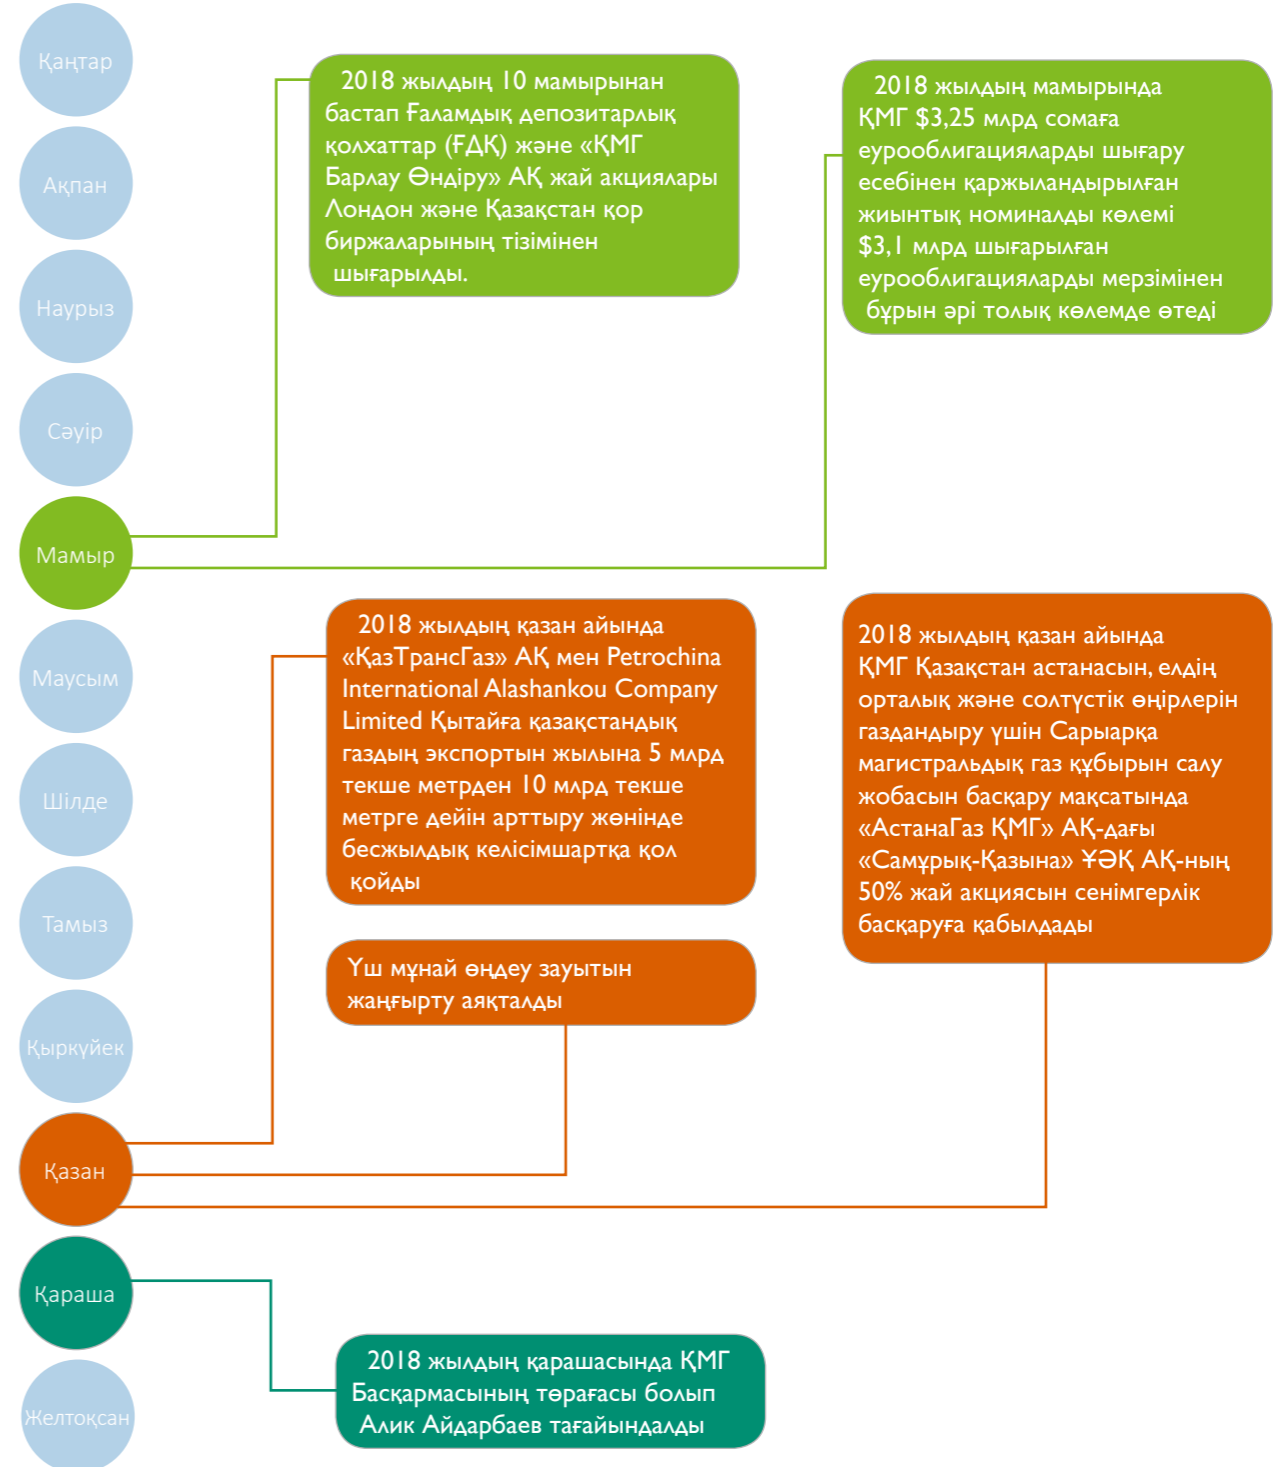 Қаңтар
Ақпан
Наурыз
Сәуір
Мамыр
2018 жылдың 10 мамырынан
бастап Ғаламдық депозитарлық
қолхаттар (ҒДҚ) және «ҚМГ
Барлау Өндіру» АҚ жай акциялары
Лондон және Қазақстан қор
биржаларының тізімінен
шығарылды.
2018 жылдың мамырында
ҚМГ $3,25 млрд сомаға
еурооблигацияларды шығару
есебінен қаржыландырылған
жиынтық номиналды көлемі
$3,1 млрд шығарылған
еурооблигацияларды мерзімінен
бұрын әрі толық көлемде өтеді
Маусым
Шілде
Тамыз
Қыркүйек
Қазан
2018 жылдың қазан айында
«ҚазТрансГаз» АҚ мен Petrochina
International Alashankou Company
Limited Қытайға қазақстандық
газдың экспортын жылына 5 млрд
текше метрден 10 млрд текше
метрге дейін арттыру жөнінде
бесжылдық келісімшартқа қол
қойды
Үш мұнай өңдеу зауытын
жаңғырту аяқталды
2018 жылдың қазан айында
ҚМГ Қазақстан астанасын, елдің
орталық және солтүстік өңірлерін
газдандыру үшін Сарыарқа
магистральдық газ құбырын салу
жобасын басқару мақсатында
«АстанаГаз ҚМГ» АҚ-дағы
«Самұрық-Қазына» ҰӘҚ АҚ-ның
50% жай акциясын сенімгерлік
басқаруға қабылдады
Қараша
2018 жылдың қарашасында ҚМГ
Басқармасының төрағасы болып
Алик Айдарбаев тағайындалды
Желтоқсан